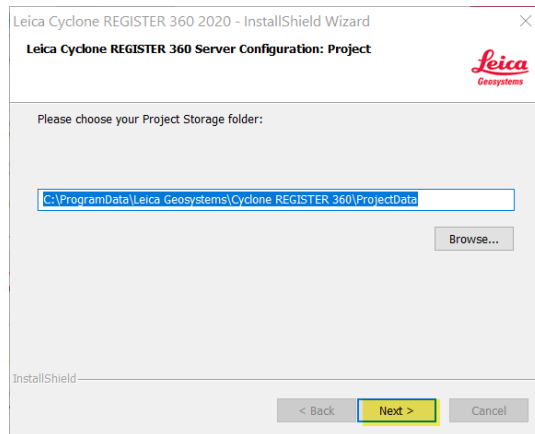 Leica Cyclone REGISTER 360 2020 - InstallShield Wizard
Leica Cyclone REGISTER 360 Server Configuration: Project
Leica
Geosystems
Please choose your Project Storage folder:
C:\ProgramData\Leica Geosystems\Cyclone REGISTER 360\ProjectData
Browse...
InstallShield
< Back Next > Cancel